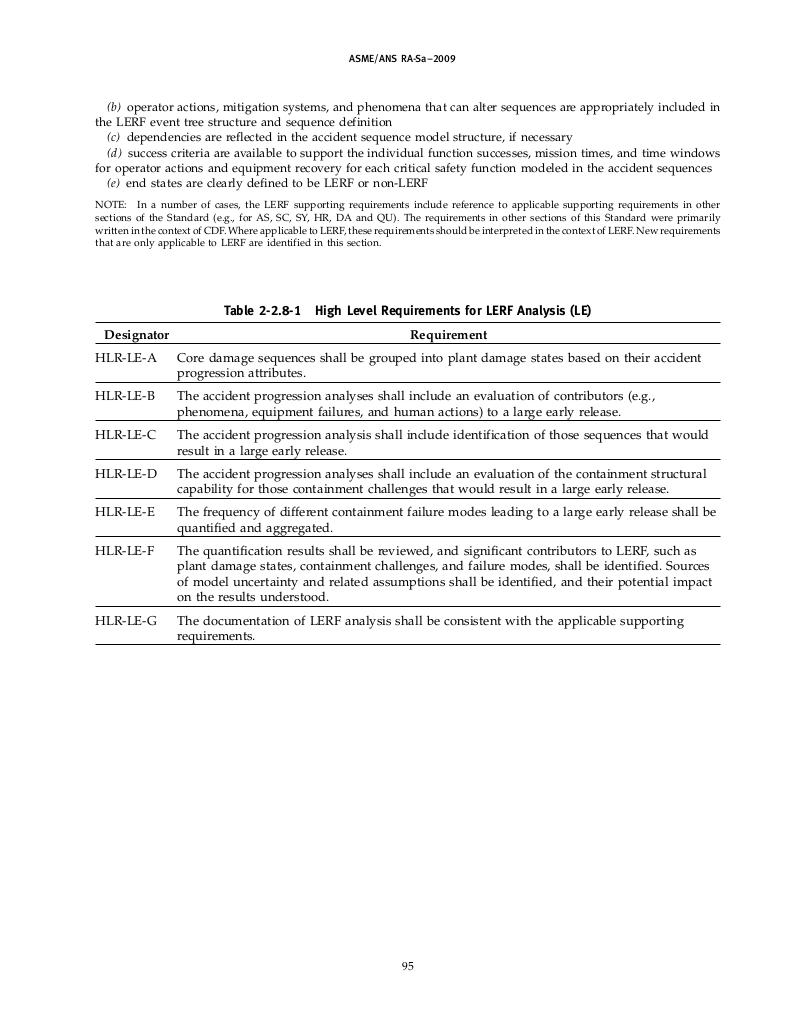 ASME/ANS RA-Sa–2009
(b) operator actions, mitigation systems, and phenomena that can alter sequences are appropriately included in
the LERF event tree structure and sequence definition
(c) dependencies are reflected in the accident sequence model structure, if necessary
(d) success criteria are available to support the individual function successes, mission times, and time windows
for operator actions and equipment recovery for each critical safety function modeled in the accident sequences
(e) end states are clearly defined to be LERF or non-LERF
NOTE: In a number of cases, the LERF supporting requirements include reference to applicable supporting requirements in other
sections of the Standard (e.g., for AS, SC, SY, HR, DA and QU). The requirements in other sections of this Standard were primarily
written in the context of CDF. Where applicable to LERF, these requirements should be interpreted in the context of LERF. New requirements
that are only applicable to LERF are identified in this section.
Table 2-2.8-1 High Level Requirements for LERF Analysis (LE)
Designator Requirement
HLR-LE-A Core damage sequences shall be grouped into plant damage states based on their accident
progression attributes.
HLR-LE-B The accident progression analyses shall include an evaluation of contributors (e.g.,
phenomena, equipment failures, and human actions) to a large early release.
HLR-LE-C The accident progression analysis shall include identification of those sequences that would
result in a large early release.
HLR-LE-D The accident progression analyses shall include an evaluation of the containment structural
capability for those containment challenges that would result in a large early release.
HLR-LE-E The frequency of different containment failure modes leading to a large early release shall be
quantified and aggregated.
HLR-LE-F The quantification results shall be reviewed, and significant contributors to LERF, such as
plant damage states, containment challenges, and failure modes, shall be identified. Sources
of model uncertainty and related assumptions shall be identified, and their potential impact
on the results understood.
HLR-LE-G The documentation of LERF analysis shall be consistent with the applicable supporting
requirements.
95